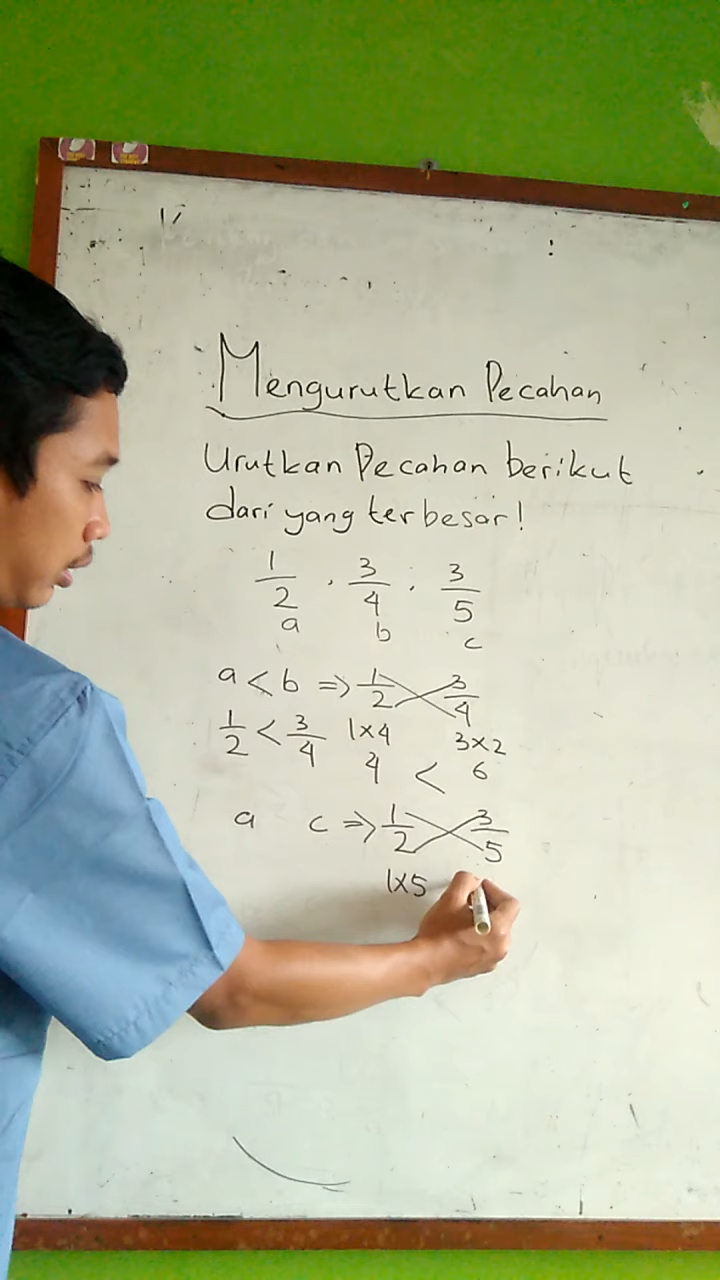 Mengurutkan Pecahan
Urutkan Pecahan berikut
dari yang terbesar!
1/2 . 3/4 . 3/5
a b c
a < b => 1/2 3/4
1/2 < 3/4 1x4 3x2
4 < 6
a c => 1/2 3/5
1x5